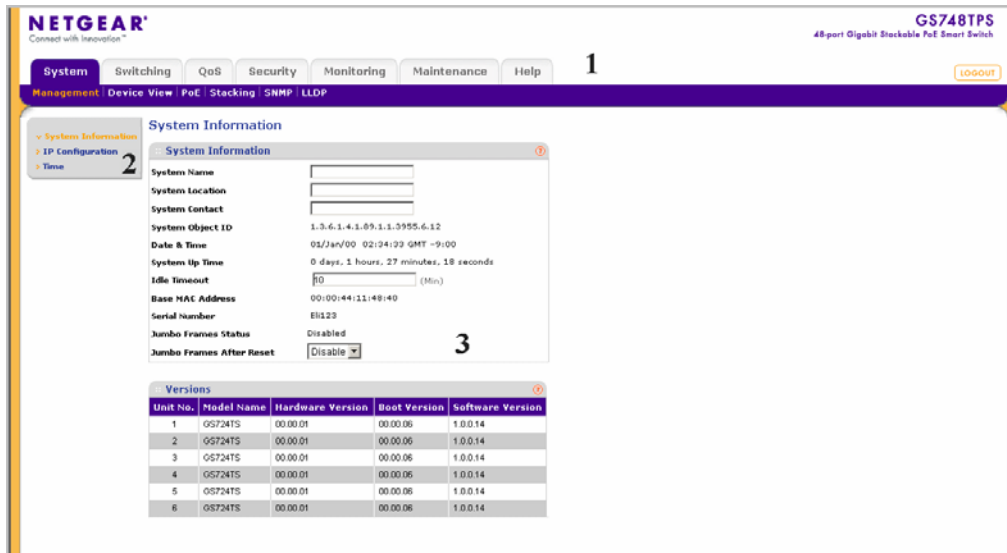 NETGEAR®
Connect with Innovation™
GS748TPS
48-port Gigabit Stackable PoE Smart Switch
System Switching QoS Security Monitoring Maintenance Help 1 LOGOUT
Management Device View PoE Stacking SNMP LLDP
System Information
System Information
IP Configuration
Time
2
System Information
System Name
System Location
System Contact
System Object ID 1.3.6.1.4.1.89.1.1.3955.6.12
Date & Time 01/Jan/00 02:34:33 GMT -9:00
System Up Time 0 days, 1 hours, 27 minutes, 18 seconds
Idle Timeout 10 (Min)
Base MAC Address 00:00:44:11:48:40
Serial Number Eli123
Jumbo Frames Status Disabled
Jumbo Frames After Reset Disable 3
Versions
Unit No. Model Name Hardware Version Boot Version Software Version
1 GS724TS 00.00.01 00.00.06 1.0.0.14
2 GS724TS 00.00.01 00.00.06 1.0.0.14
3 GS724TS 00.00.01 00.00.06 1.0.0.14
4 GS724TS 00.00.01 00.00.06 1.0.0.14
5 GS724TS 00.00.01 00.00.06 1.0.0.14
6 GS724TS 00.00.01 00.00.06 1.0.0.14